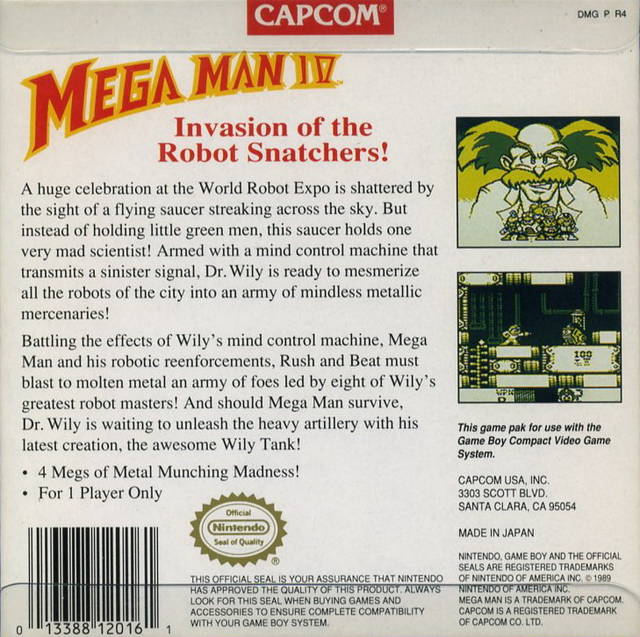 CAPCOM®
DMG P R4
MEGA MAN IV™
Invasion of the
Robot Snatchers!
A huge celebration at the World Robot Expo is shattered by
the sight of a flying saucer streaking across the sky. But
instead of holding little green men, this saucer holds one
very mad scientist! Armed with a mind control machine that
transmits a sinister signal, Dr. Wily is ready to mesmerize
all the robots of the city into an army of mindless metallic
mercenaries!
Battling the effects of Wily's mind control machine, Mega
Man and his robotic reenforcements, Rush and Beat must
blast to molten metal an army of foes led by eight of Wily's
greatest robot masters! And should Mega Man survive,
Dr. Wily is waiting to unleash the heavy artillery with his
latest creation, the awesome Wily Tank!
• 4 Megs of Metal Munching Madness!
• For 1 Player Only
100
This game pak for use with the
Game Boy Compact Video Game
System.
CAPCOM USA, INC.
3303 SCOTT BLVD.
SANTA CLARA, CA 95054
MADE IN JAPAN
NINTENDO, GAME BOY AND THE OFFICIAL
SEALS ARE REGISTERED TRADEMARKS
OF NINTENDO OF AMERICA INC. © 1989
NINTENDO OF AMERICA INC.
MEGA MAN IS A TRADEMARK OF CAPCOM.
CAPCOM IS A REGISTERED TRADEMARK
OF CAPCOM CO. LTD.
Official
Nintendo
Seal of Quality
®
THIS OFFICIAL SEAL IS YOUR ASSURANCE THAT NINTENDO
HAS APPROVED THE QUALITY OF THIS PRODUCT. ALWAYS
LOOK FOR THIS SEAL WHEN BUYING GAMES AND
ACCESSORIES TO ENSURE COMPLETE COMPATIBILITY
WITH YOUR GAME BOY SYSTEM.
0 13388 12016 1